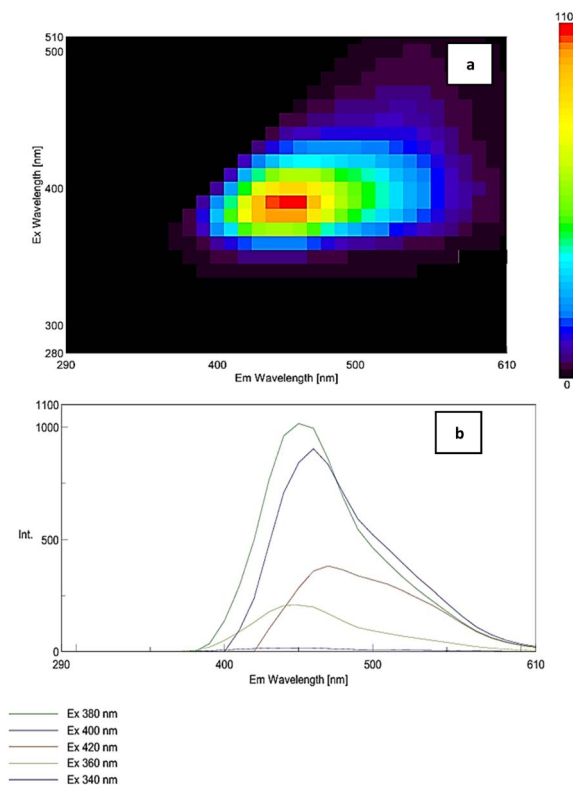 a
110
510
500
400
300
280
290
400
500
610
Em Wavelength [nm]
Ex Wavelength [nm]
0
b
1100
1000
500
0
Int.
290
400
500
610
Em Wavelength [nm]
Ex 380 nm
Ex 400 nm
Ex 420 nm
Ex 360 nm
Ex 340 nm